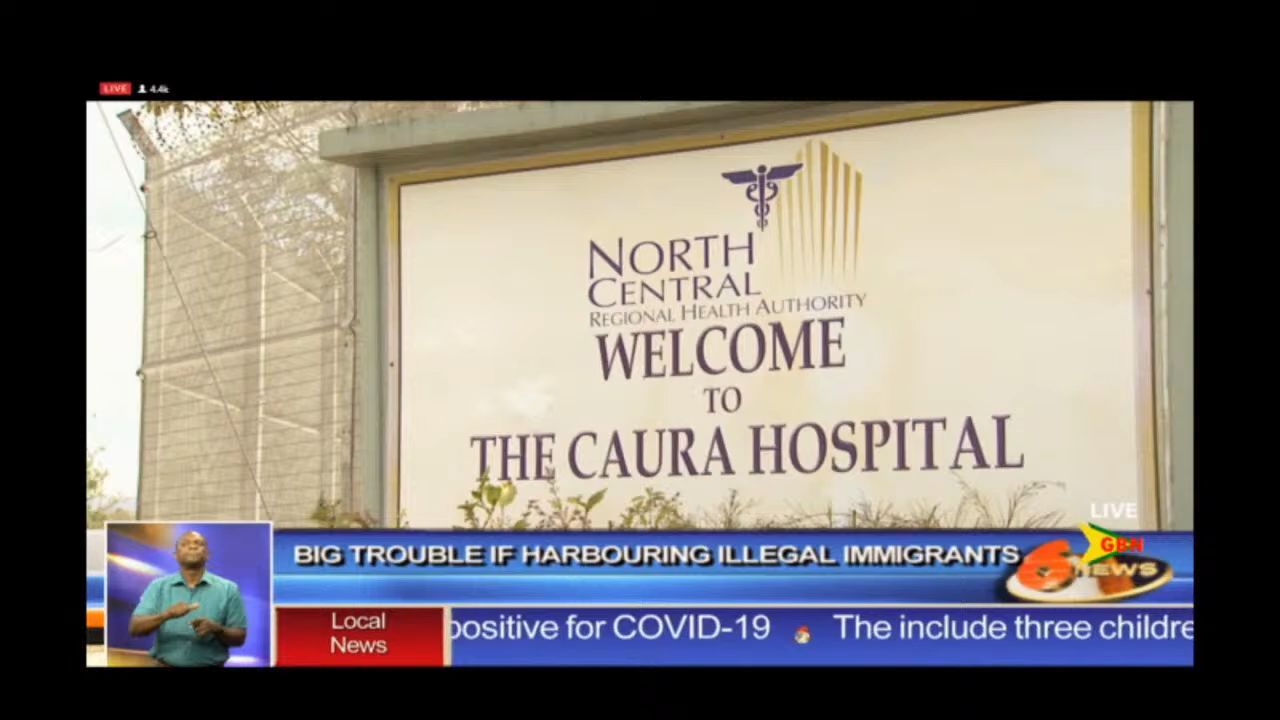 LIVE 4.4k
NORTH
CENTRAL
REGIONAL HEALTH AUTHORITY
WELCOME
TO
THE CAURA HOSPITAL
LIVE
GBN
BIG TROUBLE IF HARBOURING ILLEGAL IMMIGRANTS
6 NEWS
Local
News
positive for COVID-19 The include three childre